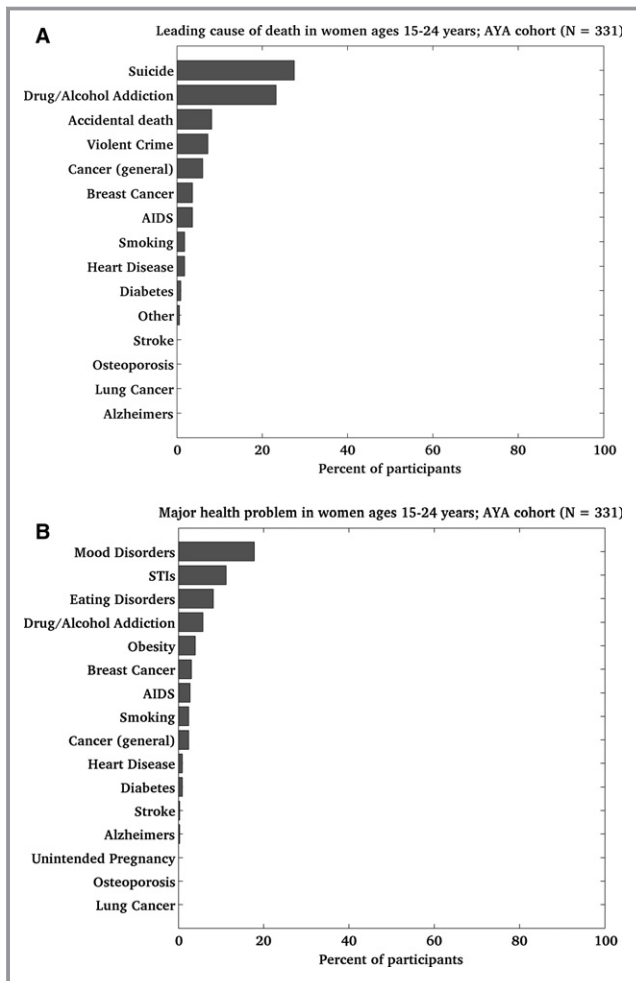 A
Leading cause of death in women ages 15-24 years; AYA cohort (N = 331)
Suicide
Drug/Alcohol Addiction
Accidental death
Violent Crime
Cancer (general)
Breast Cancer
AIDS
Smoking
Heart Disease
Diabetes
Other
Stroke
Osteoporosis
Lung Cancer
Alzheimers
0 20 40 60 80 100
Percent of participants
B
Major health problem in women ages 15-24 years; AYA cohort (N = 331)
Mood Disorders
STIs
Eating Disorders
Drug/Alcohol Addiction
Obesity
Breast Cancer
AIDS
Smoking
Cancer (general)
Heart Disease
Diabetes
Stroke
Alzheimers
Unintended Pregnancy
Osteoporosis
Lung Cancer
0 20 40 60 80 100
Percent of participants